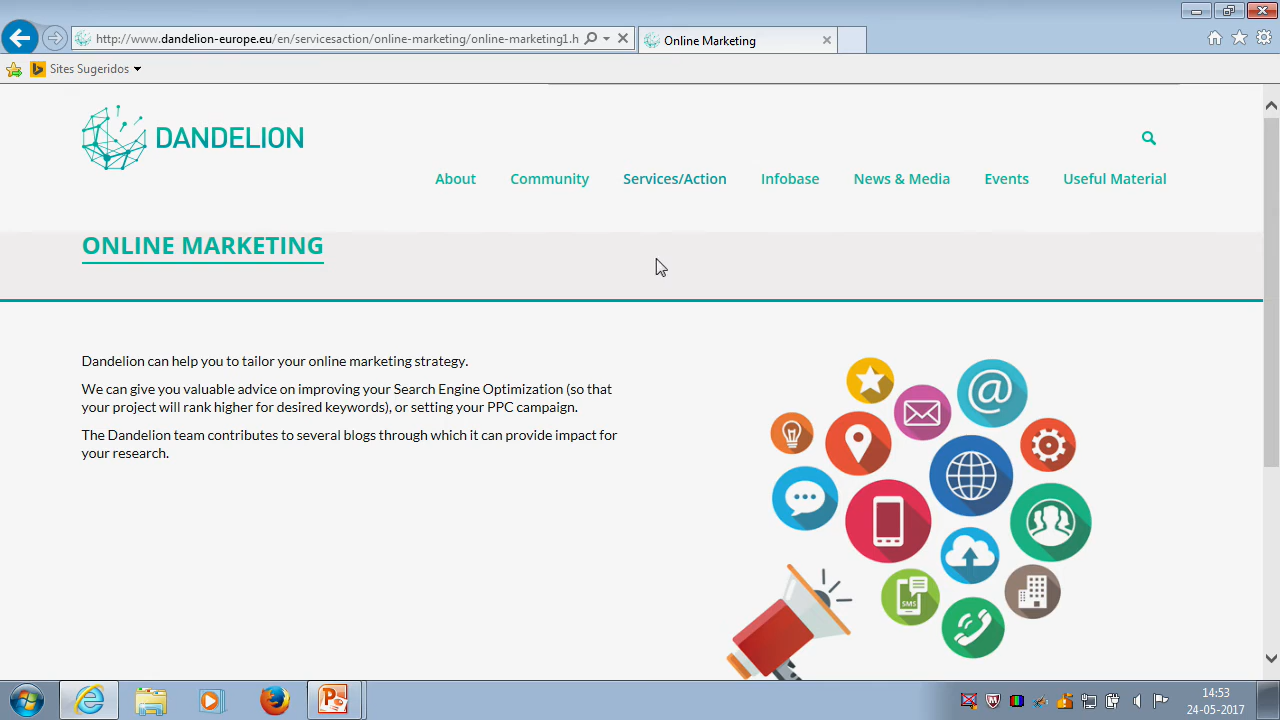 http://www.dandelion-europe.eu/en/servicesaction/online-marketing/online-marketing1.h
Online Marketing
Sites Sugeridos
DANDELION
About
Community
Services/Action
Infobase
News & Media
Events
Useful Material
ONLINE MARKETING
Dandelion can help you to tailor your online marketing strategy.
We can give you valuable advice on improving your Search Engine Optimization (so that
your project will rank higher for desired keywords), or setting your PPC campaign.
The Dandelion team contributes to several blogs through which it can provide impact for
your research.
SMS
14:53
24-05-2017